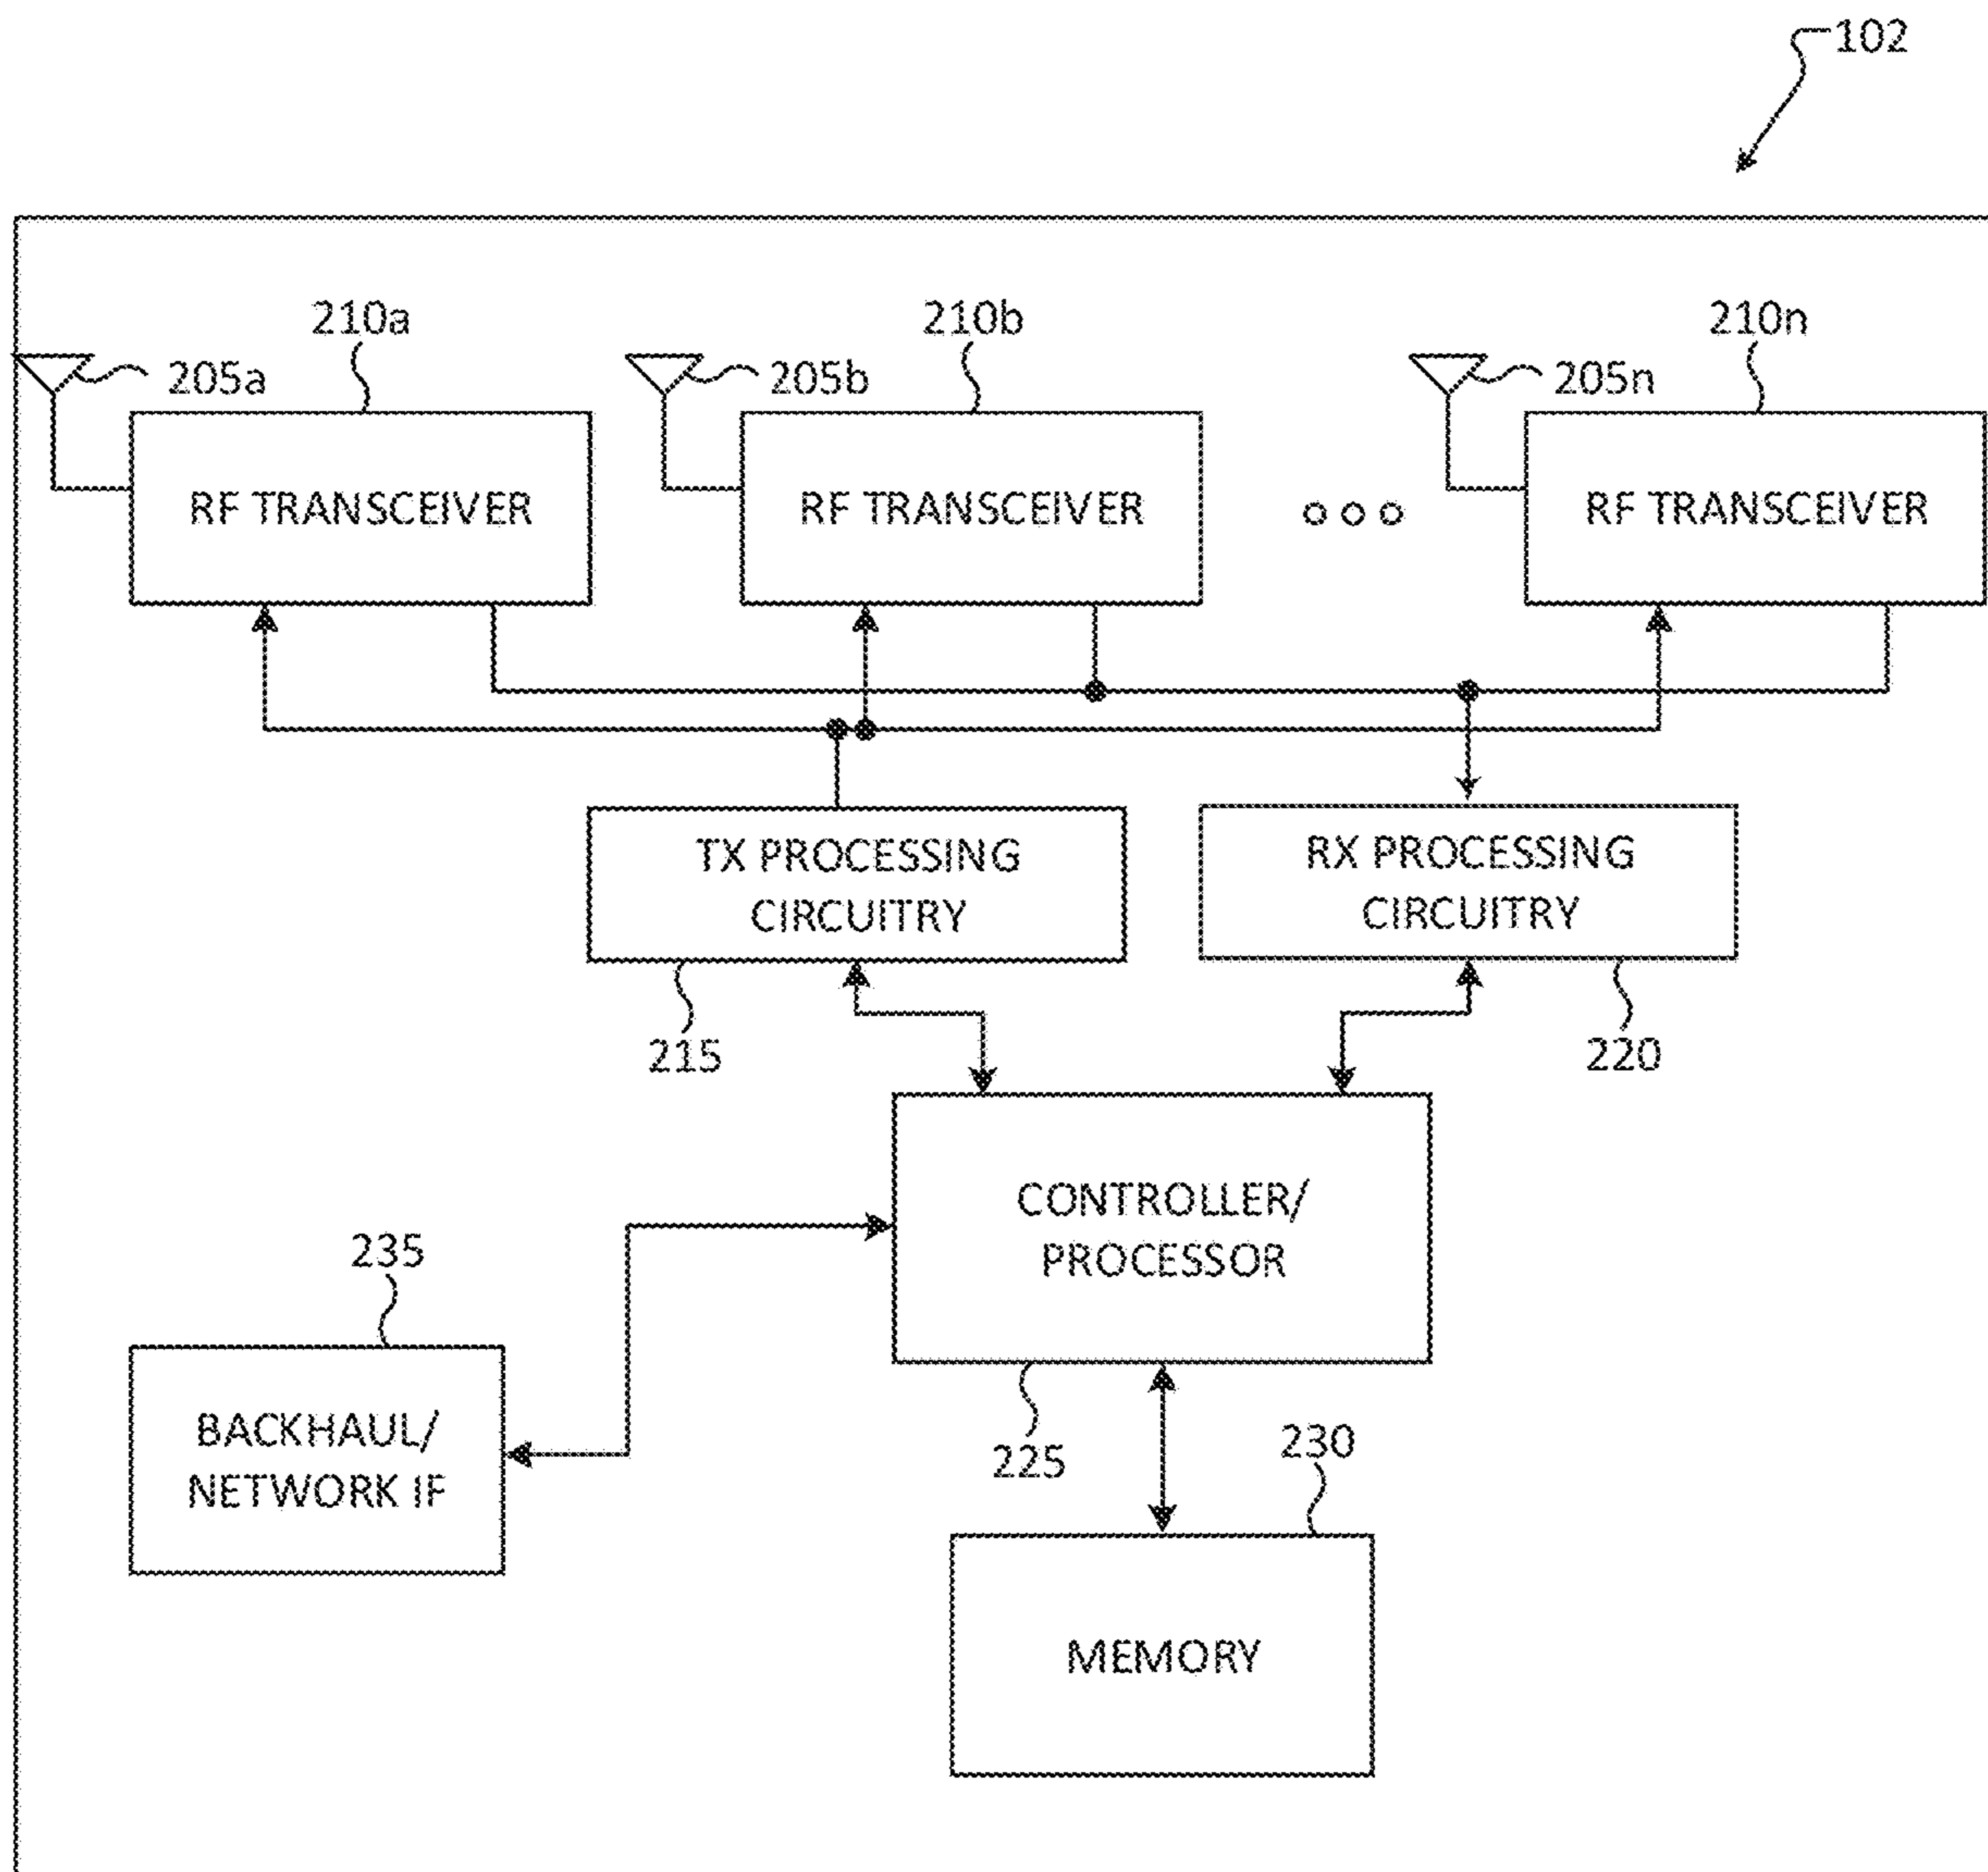 102
210a
210b
210n
205a
205b
205n
RF TRANSCEIVER
RF TRANSCEIVER
RF TRANSCEIVER
TX PROCESSING
CIRCUITRY
RX PROCESSING
CIRCUITRY
215
220
CONTROLLER/
PROCESSOR
235
BACKHAUL/
NETWORK IF
225
230
MEMORY